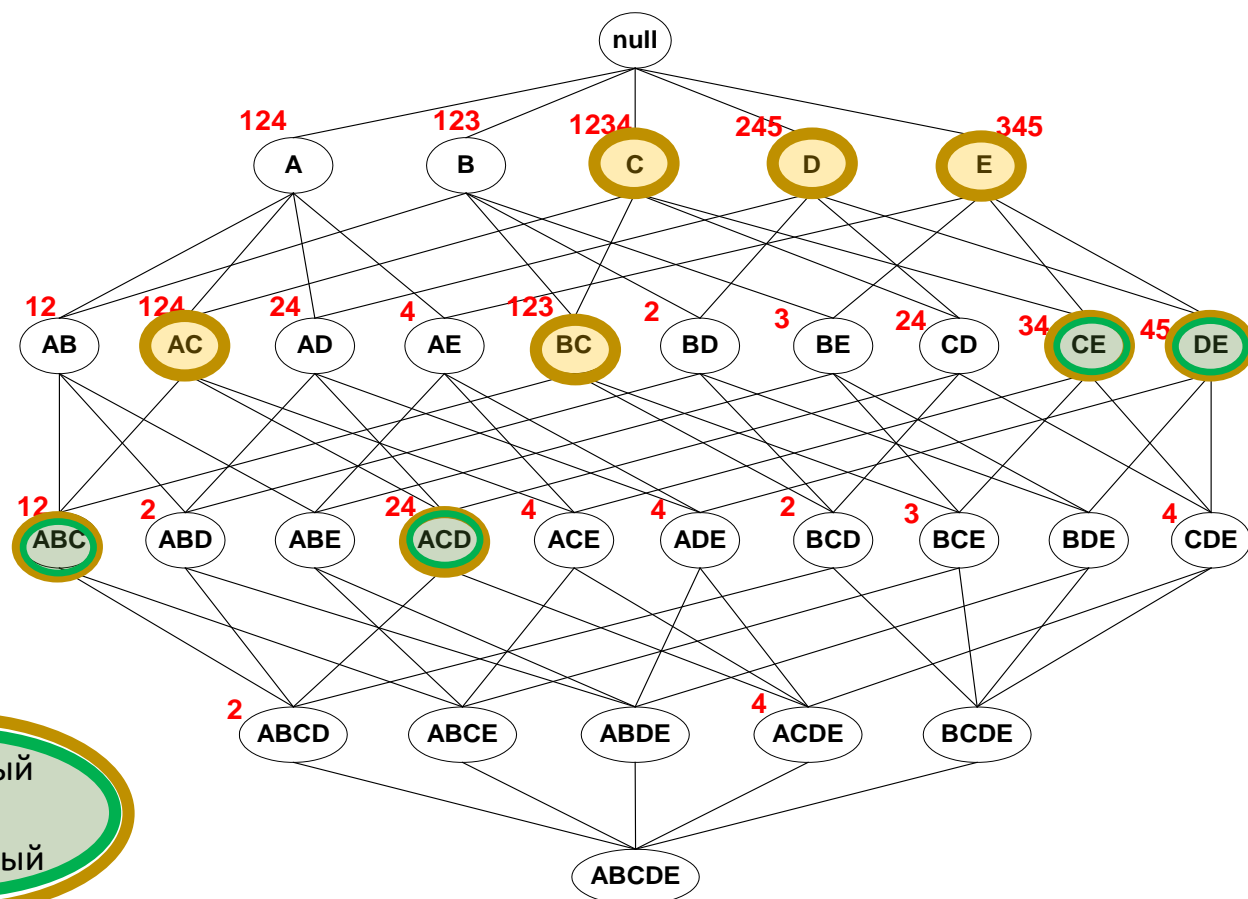 null
124 123 1234 245 345
A B C D E
12 124 24 4 123 2 3 24 34 45
AB AC AD AE BC BD BE CD CE DE
12 2 24 4 4 2 3 4
ABC ABD ABE ACD ACE ADE BCD BCE BDE CDE
2 4
ABCD ABCE ABDE ACDE BCDE
ый
ый
ABCDE